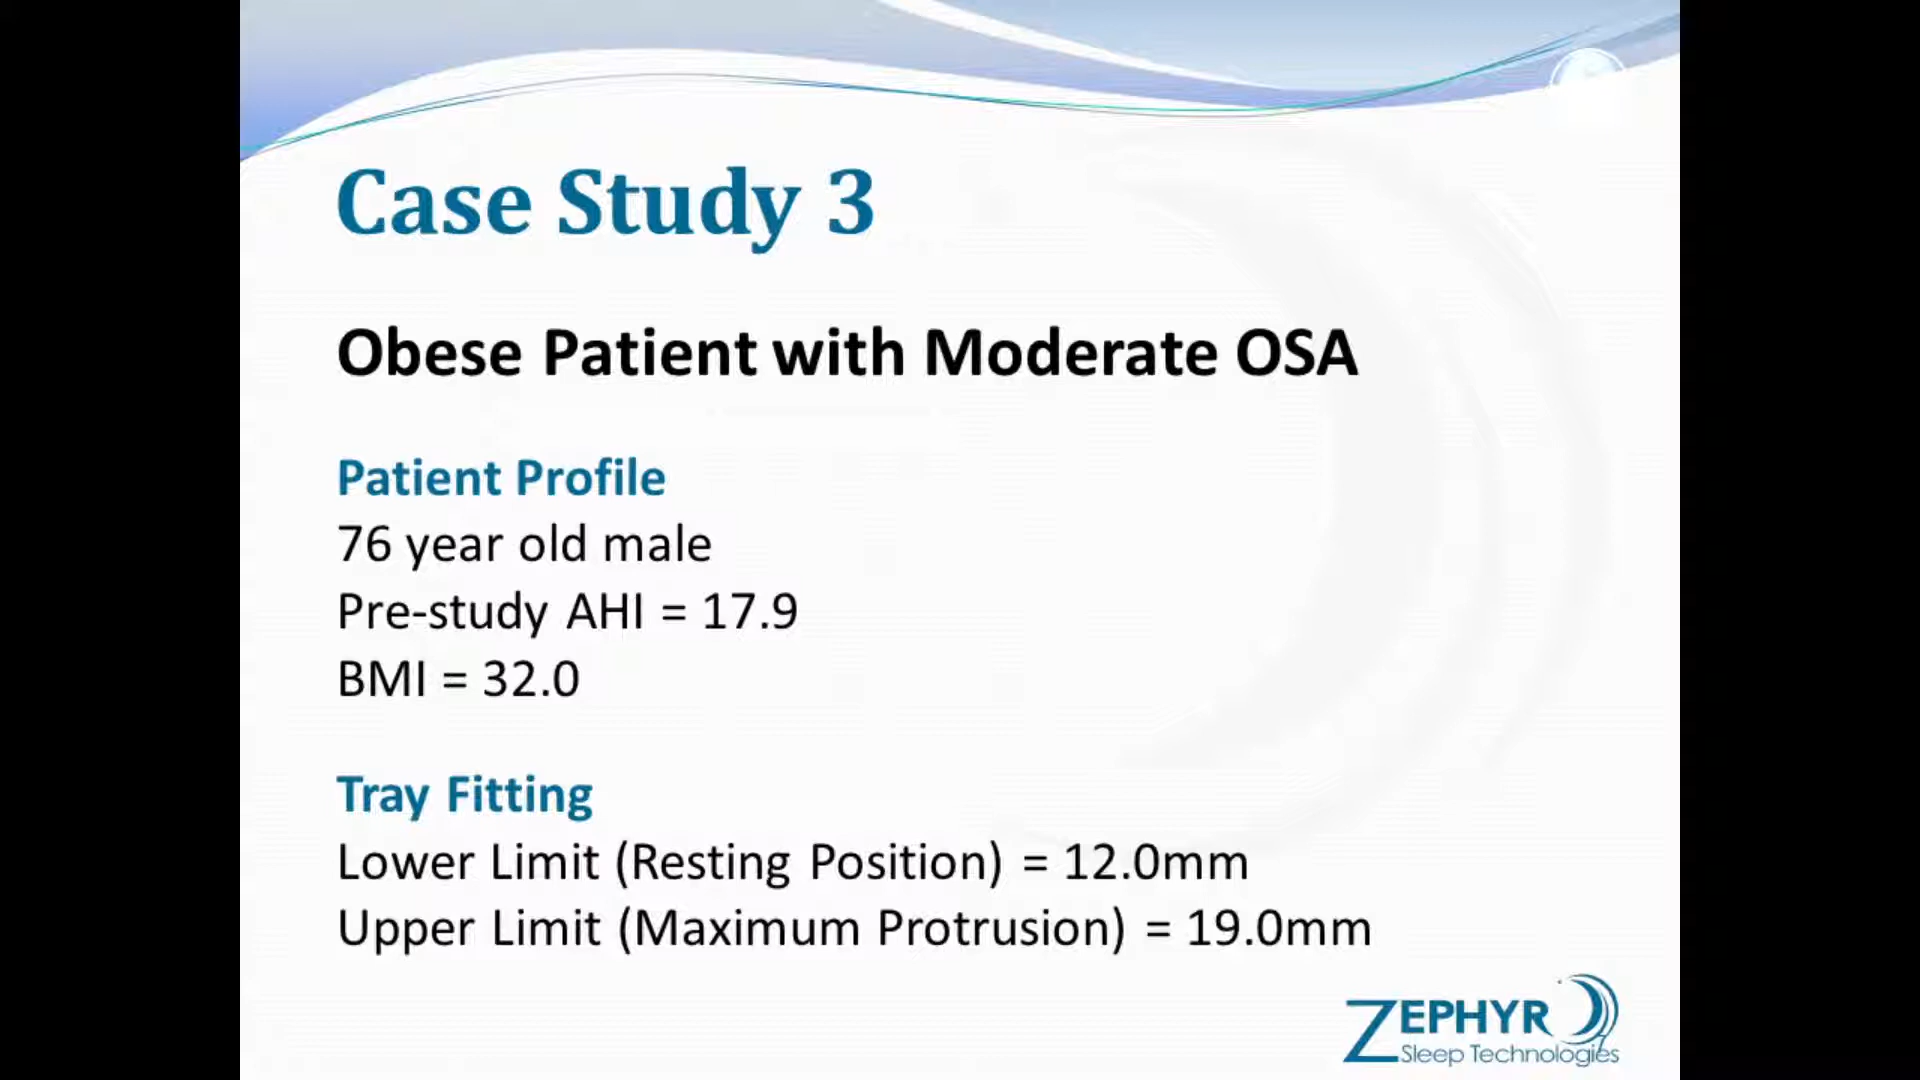 Case Study 3
Obese Patient with Moderate OSA
Patient Profile
76 year old male
Pre-study AHI = 17.9
BMI = 32.0
Tray Fitting
Lower Limit (Resting Position) = 12.0mm
Upper Limit (Maximum Protrusion) = 19.0mm
ZEPHYR
Sleep Technologies